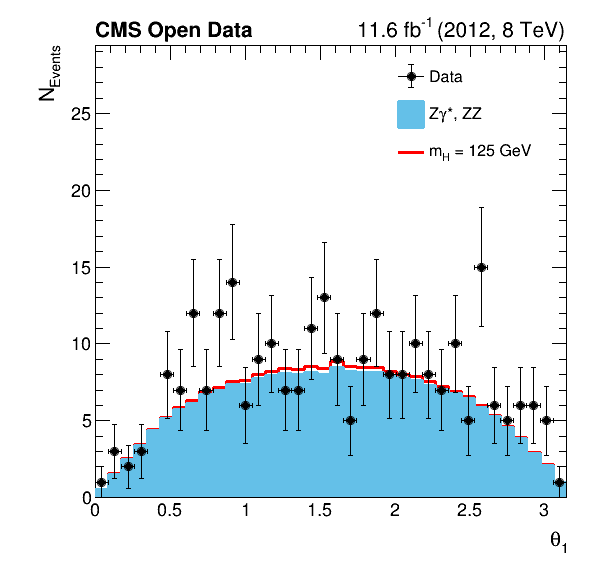 CMS Open Data 11.6 fb⁻¹ (2012, 8 TeV)
N_Events
Data
Zγ*, ZZ
m_H = 125 GeV
25
20
15
10
5
0
0 0.5 1 1.5 2 2.5 3
θ₁